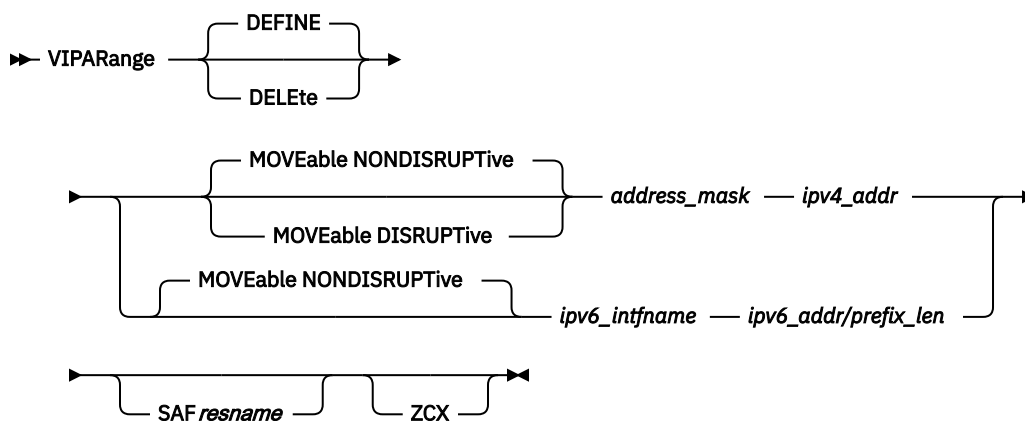 DEFINE
VIPARange
DELEte
MOVEable NONDISRUPTive
address_mask ipv4_addr
MOVEable DISRUPTive
MOVEable NONDISRUPTive
ipv6_intfname ipv6_addr/prefix_len
SAF resname ZCX